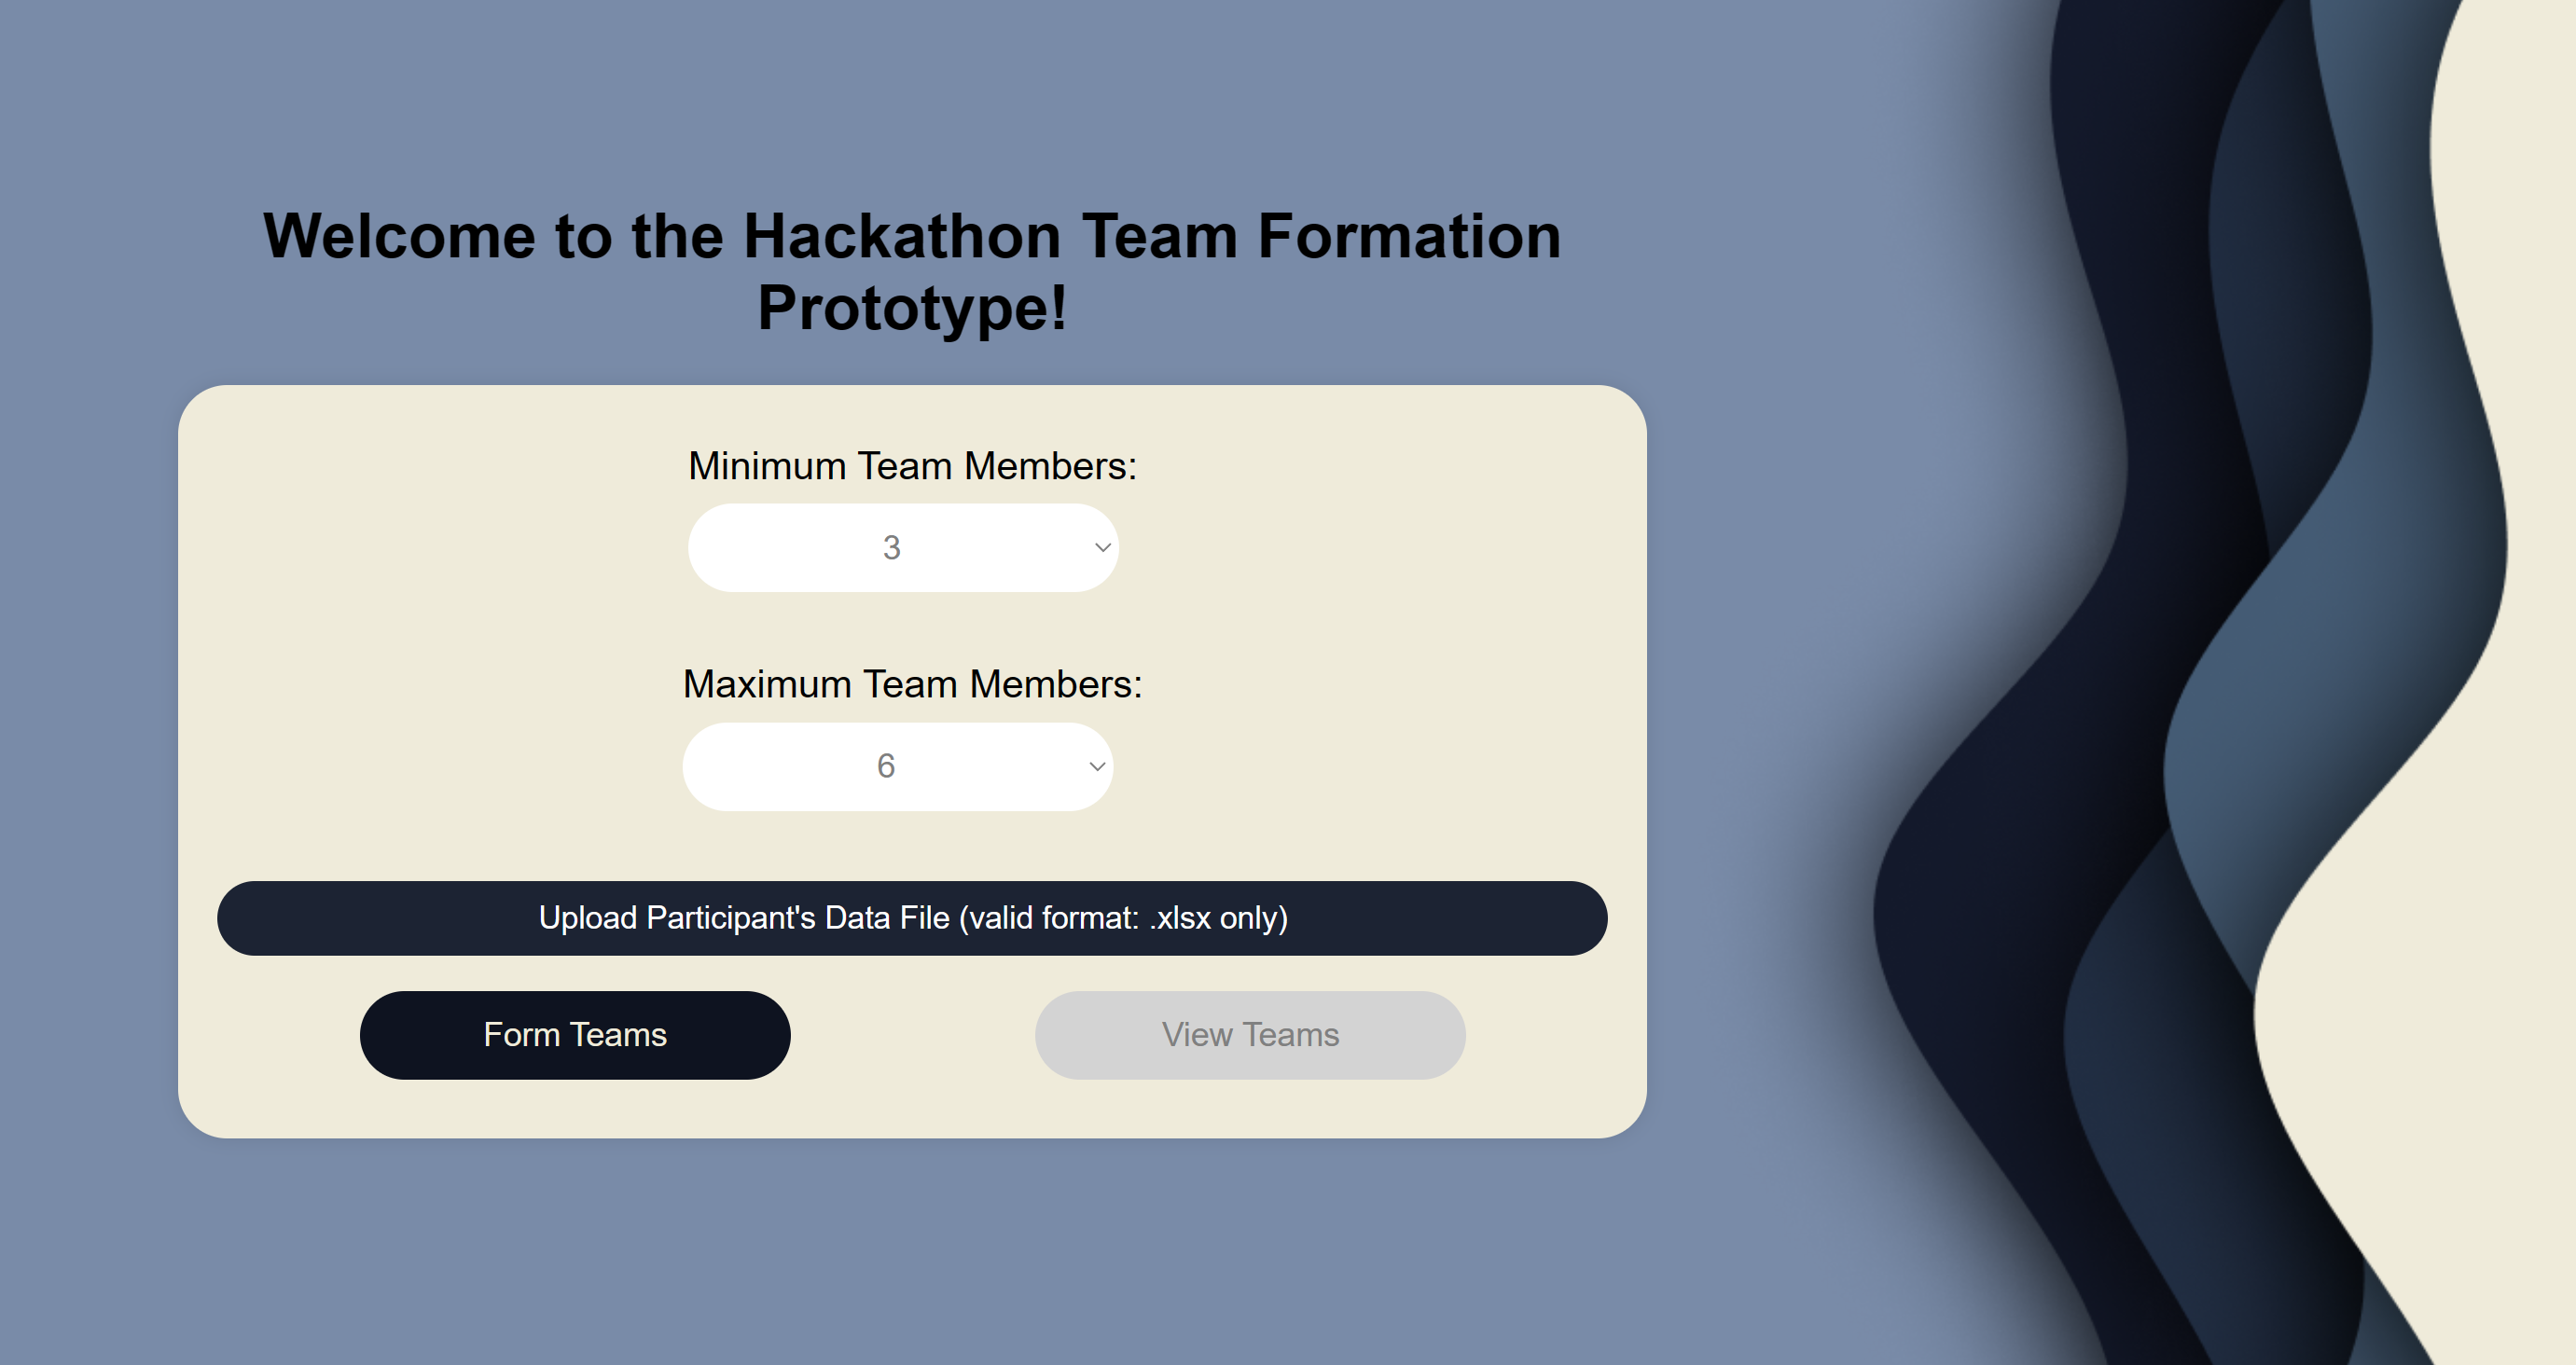 Welcome to the Hackathon Team Formation
Prototype!
Minimum Team Members:
3
Maximum Team Members:
6
Upload Participant's Data File (valid format: .xlsx only)
Form Teams
View Teams